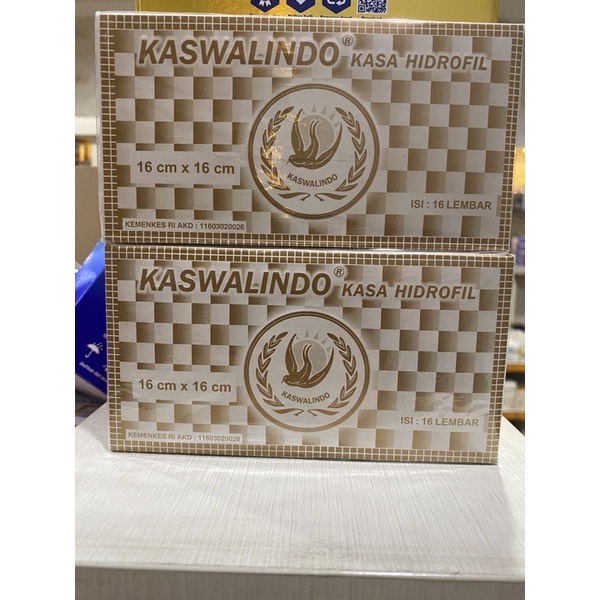 KASWALINDO® KASA HIDROFIL
16 cm x 16 cm
KASWALINDO
ISI : 16 LEMBAR
KEMENKES RI AKD : 11603020026
KASWALINDO® KASA HIDROFIL
16 cm x 16 cm
KASWALINDO
ISI : 16 LEMBAR
KEMENKES RI AKD : 11603020026